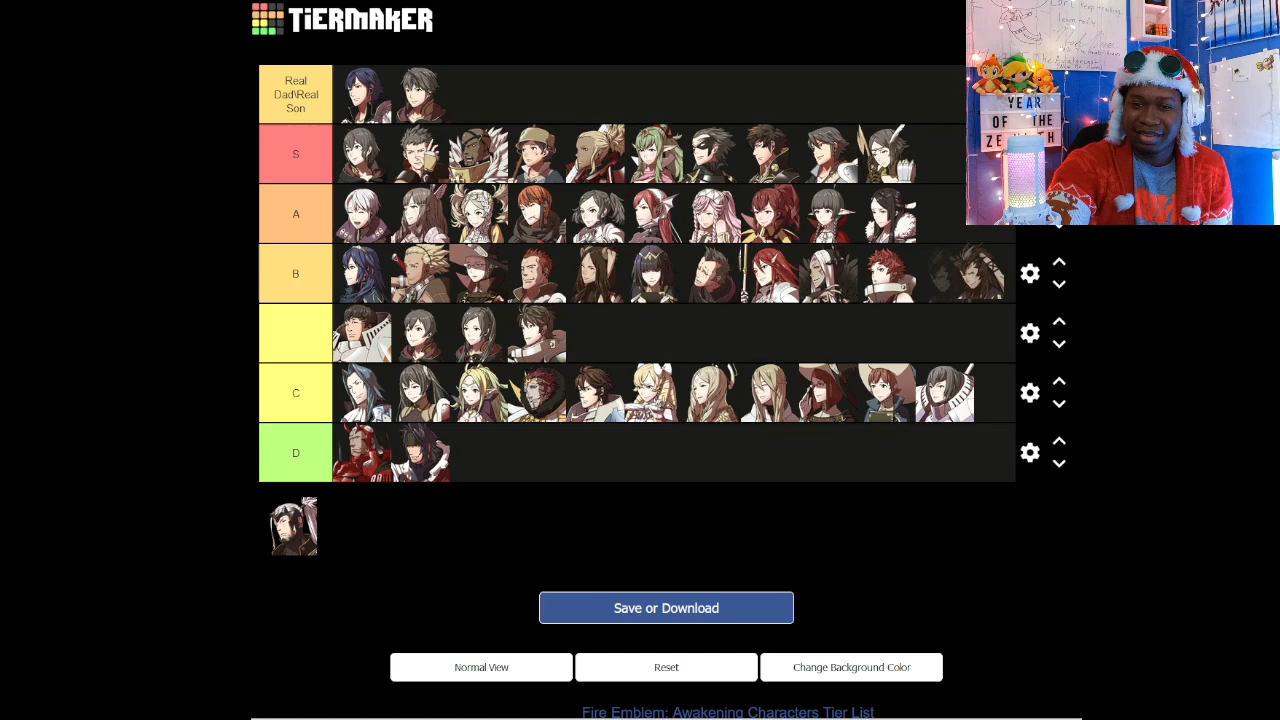 TiERMAKER
Real
Dad\Real
Son
S
A
B
C
D
Save or Download
Normal View
Reset
Change Background Color
Fire Emblem: Awakening Characters Tier List
YEAR
OF THE